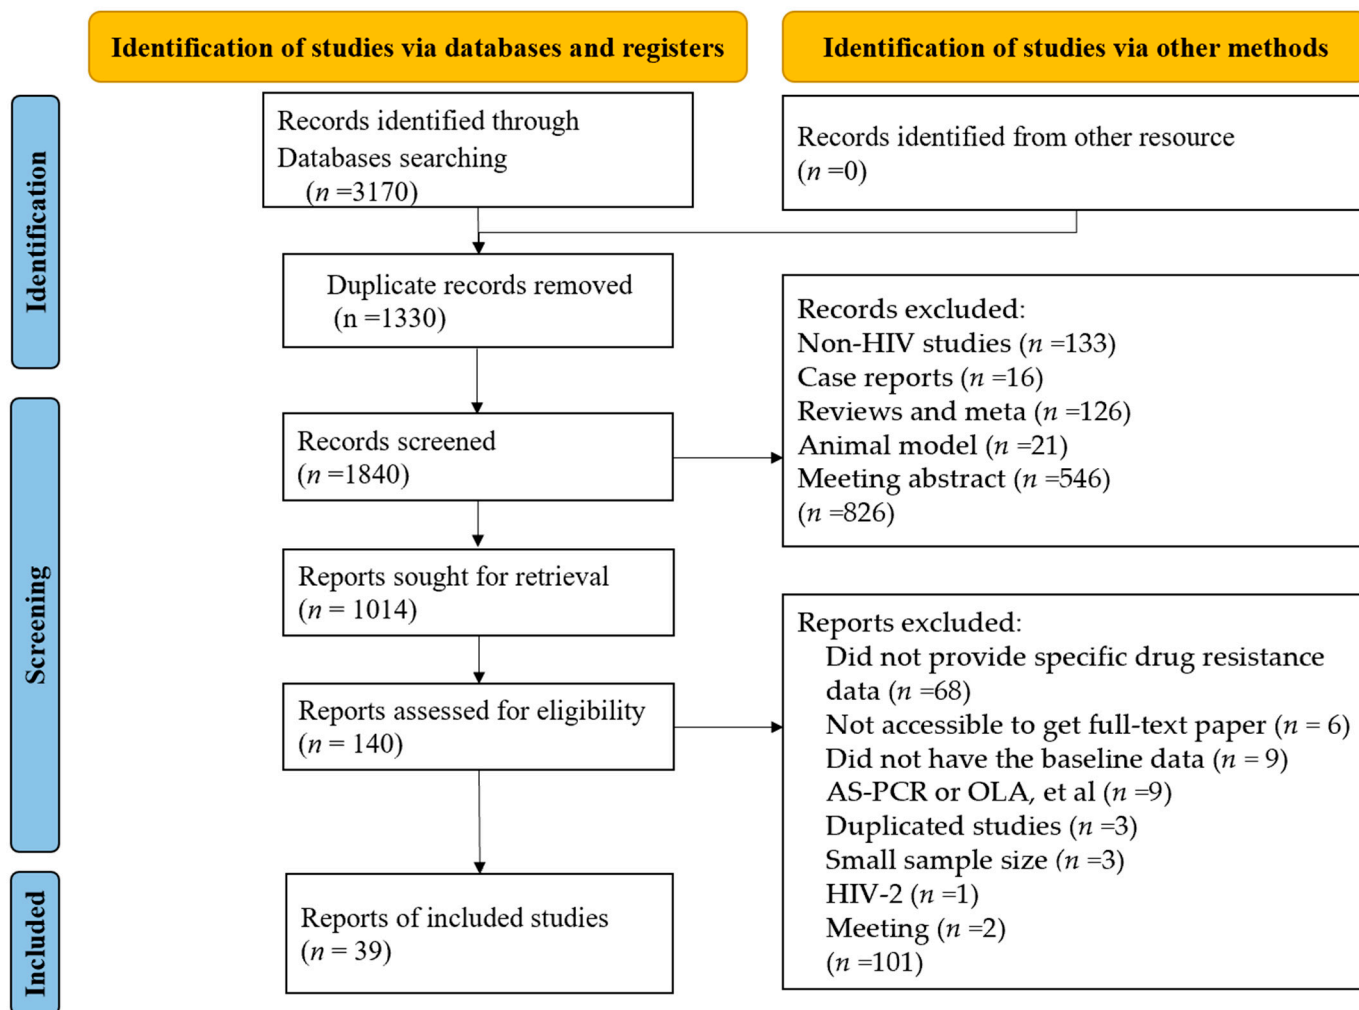 Identification of studies via databases and registers
Identification of studies via other methods
Identification
Records identified through
Databases searching
(n =3170)
Records identified from other resource
(n =0)
Duplicate records removed
(n =1330)
Screening
Records screened
(n =1840)
Records excluded:
Non-HIV studies (n =133)
Case reports (n =16)
Reviews and meta (n =126)
Animal model (n =21)
Meeting abstract (n =546)
(n =826)
Reports sought for retrieval
(n = 1014)
Reports assessed for eligibility
(n = 140)
Reports excluded:
Did not provide specific drug resistance
data (n =68)
Not accessible to get full-text paper (n = 6)
Did not have the baseline data (n = 9)
AS-PCR or OLA, et al (n =9)
Duplicated studies (n =3)
Small sample size (n =3)
HIV-2 (n =1)
Meeting (n =2)
(n =101)
Included
Reports of included studies
(n = 39)